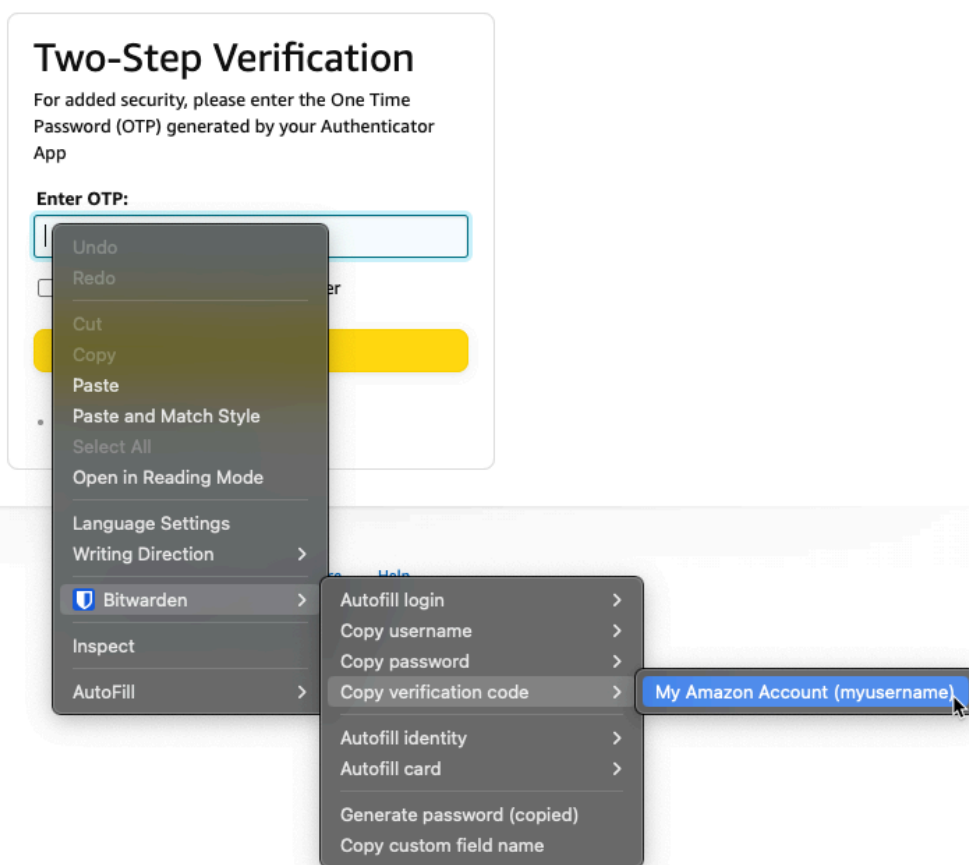 Two-Step Verification
For added security, please enter the One Time
Password (OTP) generated by your Authenticator
App
Enter OTP:
Undo
Redo
er
Cut
Copy
Paste
Paste and Match Style
Select All
Open in Reading Mode
Language Settings
Writing Direction
Help
Bitwarden
Inspect
AutoFill
Autofill login
Copy username
Copy password
Copy verification code
My Amazon Account (myusername)
Autofill identity
Autofill card
Generate password (copied)
Copy custom field name